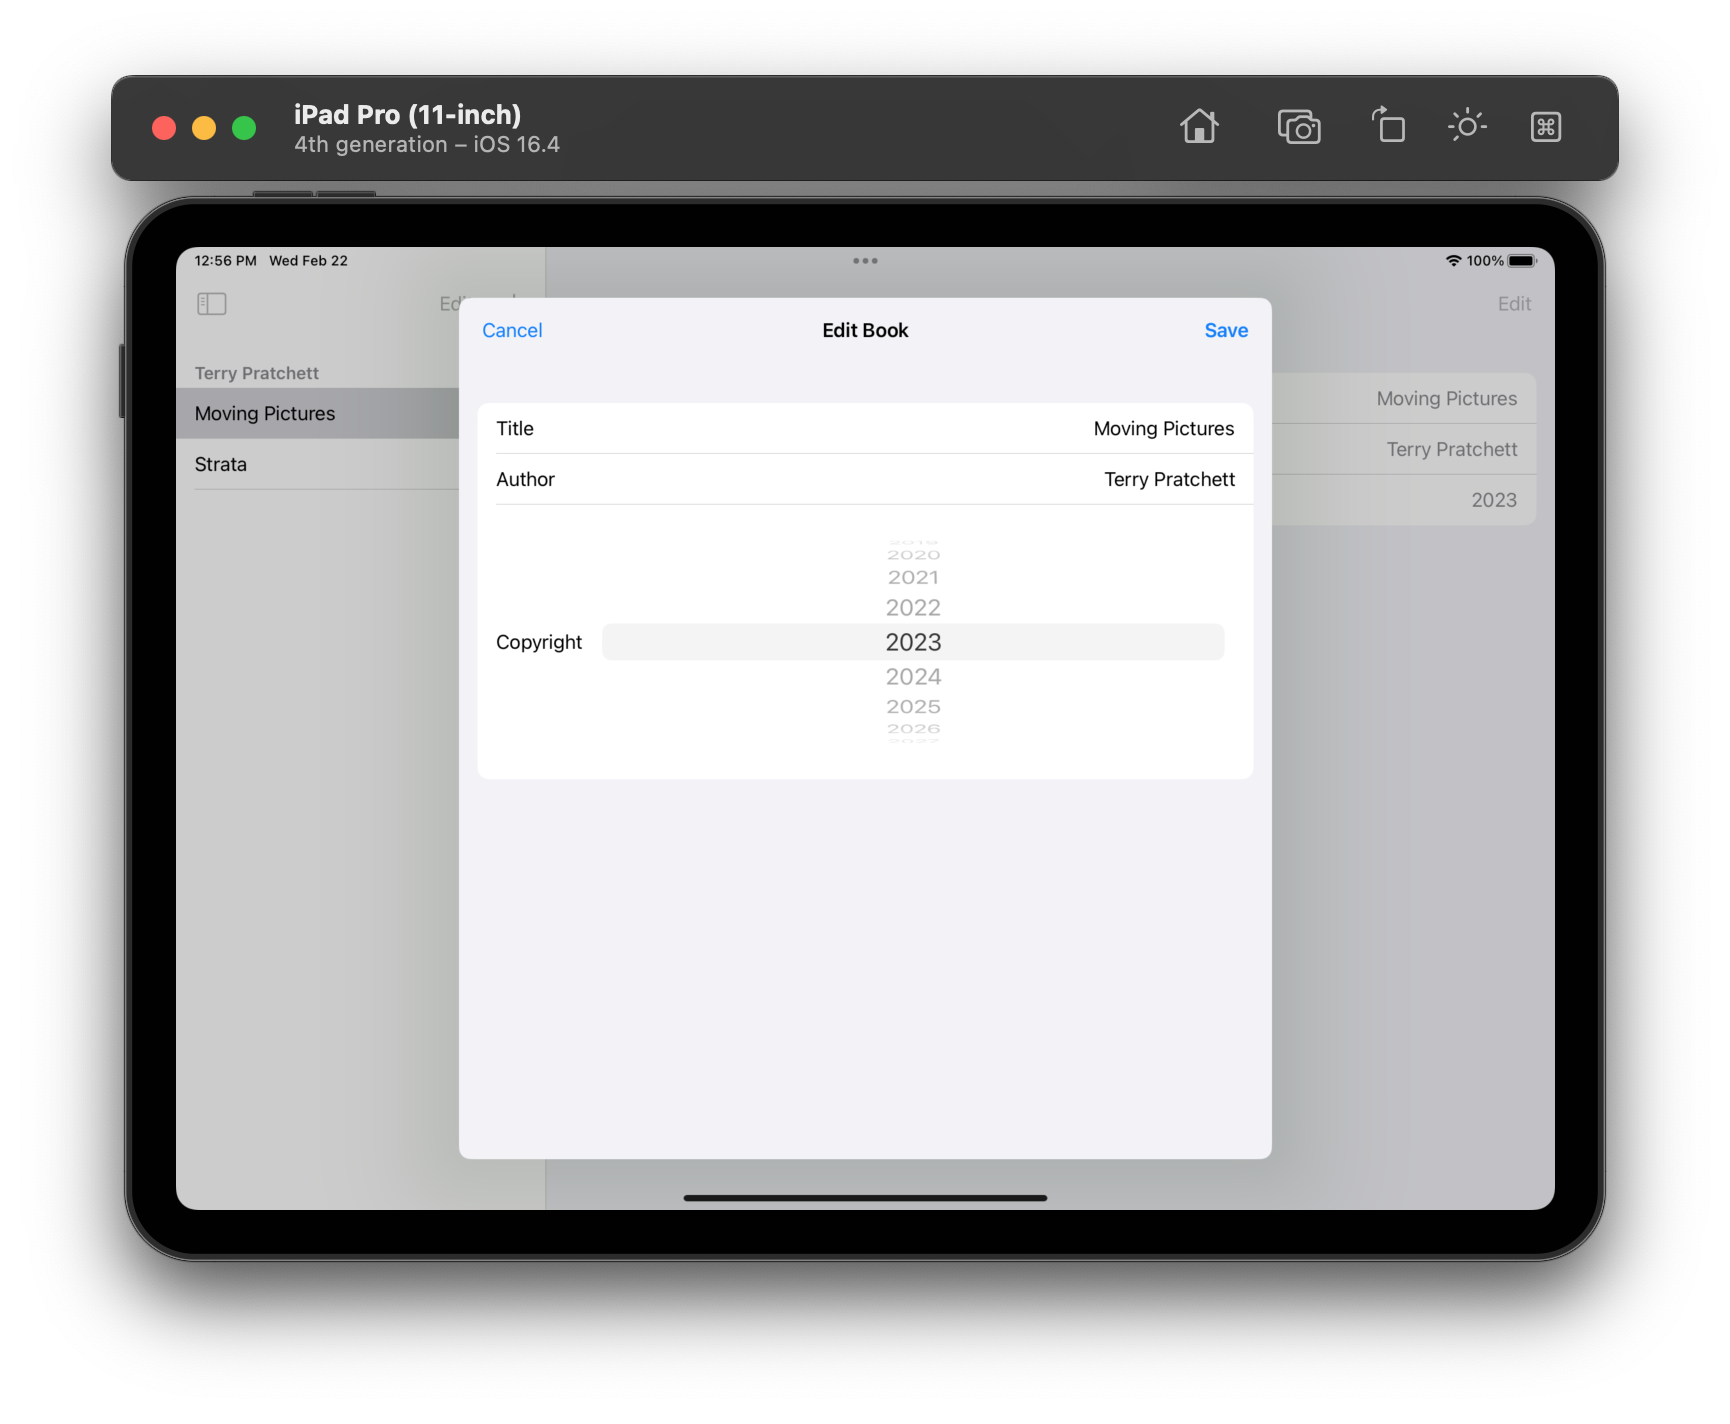 iPad Pro (11-inch)
4th generation – iOS 16.4
12:56 PM Wed Feb 22
100%
Edit
Cancel
Edit Book
Save
Terry Pratchett
Moving Pictures
Strata
Title
Moving Pictures
Author
Terry Pratchett
Copyright
2019
2020
2021
2022
2023
2024
2025
2026
2027
Moving Pictures
Terry Pratchett
2023